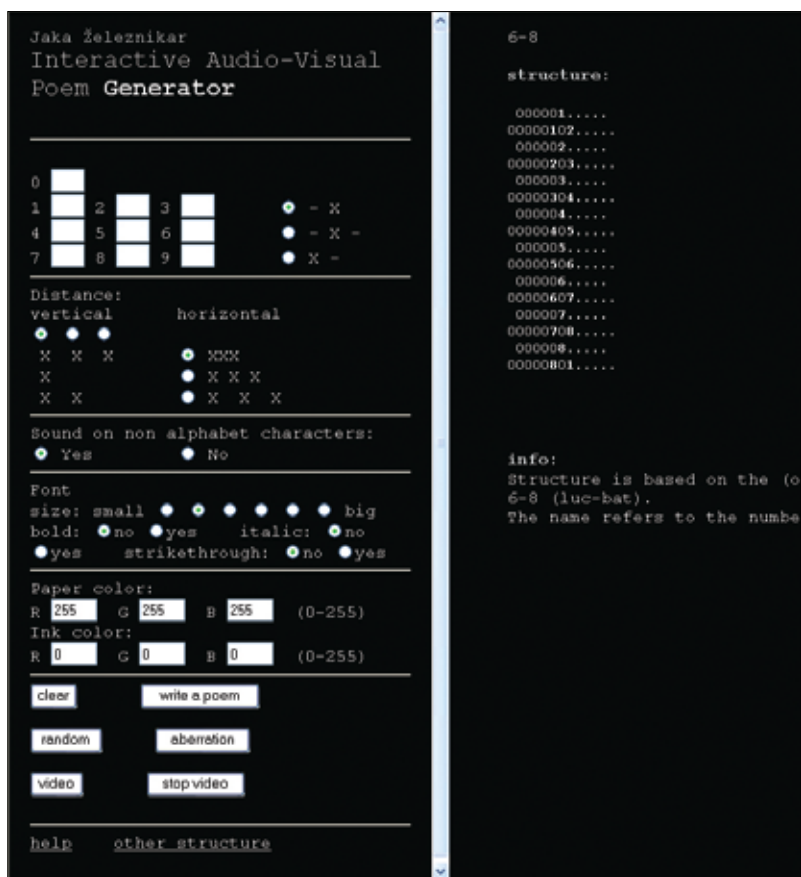 Jaka Železnikar
Interactive Audio-Visual
Poem Generator
0
1 2 3 - X
4 5 6 - X -
7 8 9 X -
Distance:
vertical horizontal
X X X XXX
X X X X
X X X X X
Sound on non alphabet characters:
Yes No
Font
size: small big
bold: no yes italic: no
yes strikethrough: no yes
Paper color:
R 255 G 255 B 255 (0-255)
Ink color:
R 0 G 0 B 0 (0-255)
clear write a poem
random aberration
video stop video
help other structure
6-8
structure:
000001.....
00000102.....
000002.....
00000203.....
000003.....
00000304.....
000004.....
00000405.....
000005.....
00000506.....
000006.....
00000607.....
000007.....
00000708.....
000008.....
00000801.....
info:
Structure is based on the (o
6-8 (luc-bat).
The name refers to the numbe